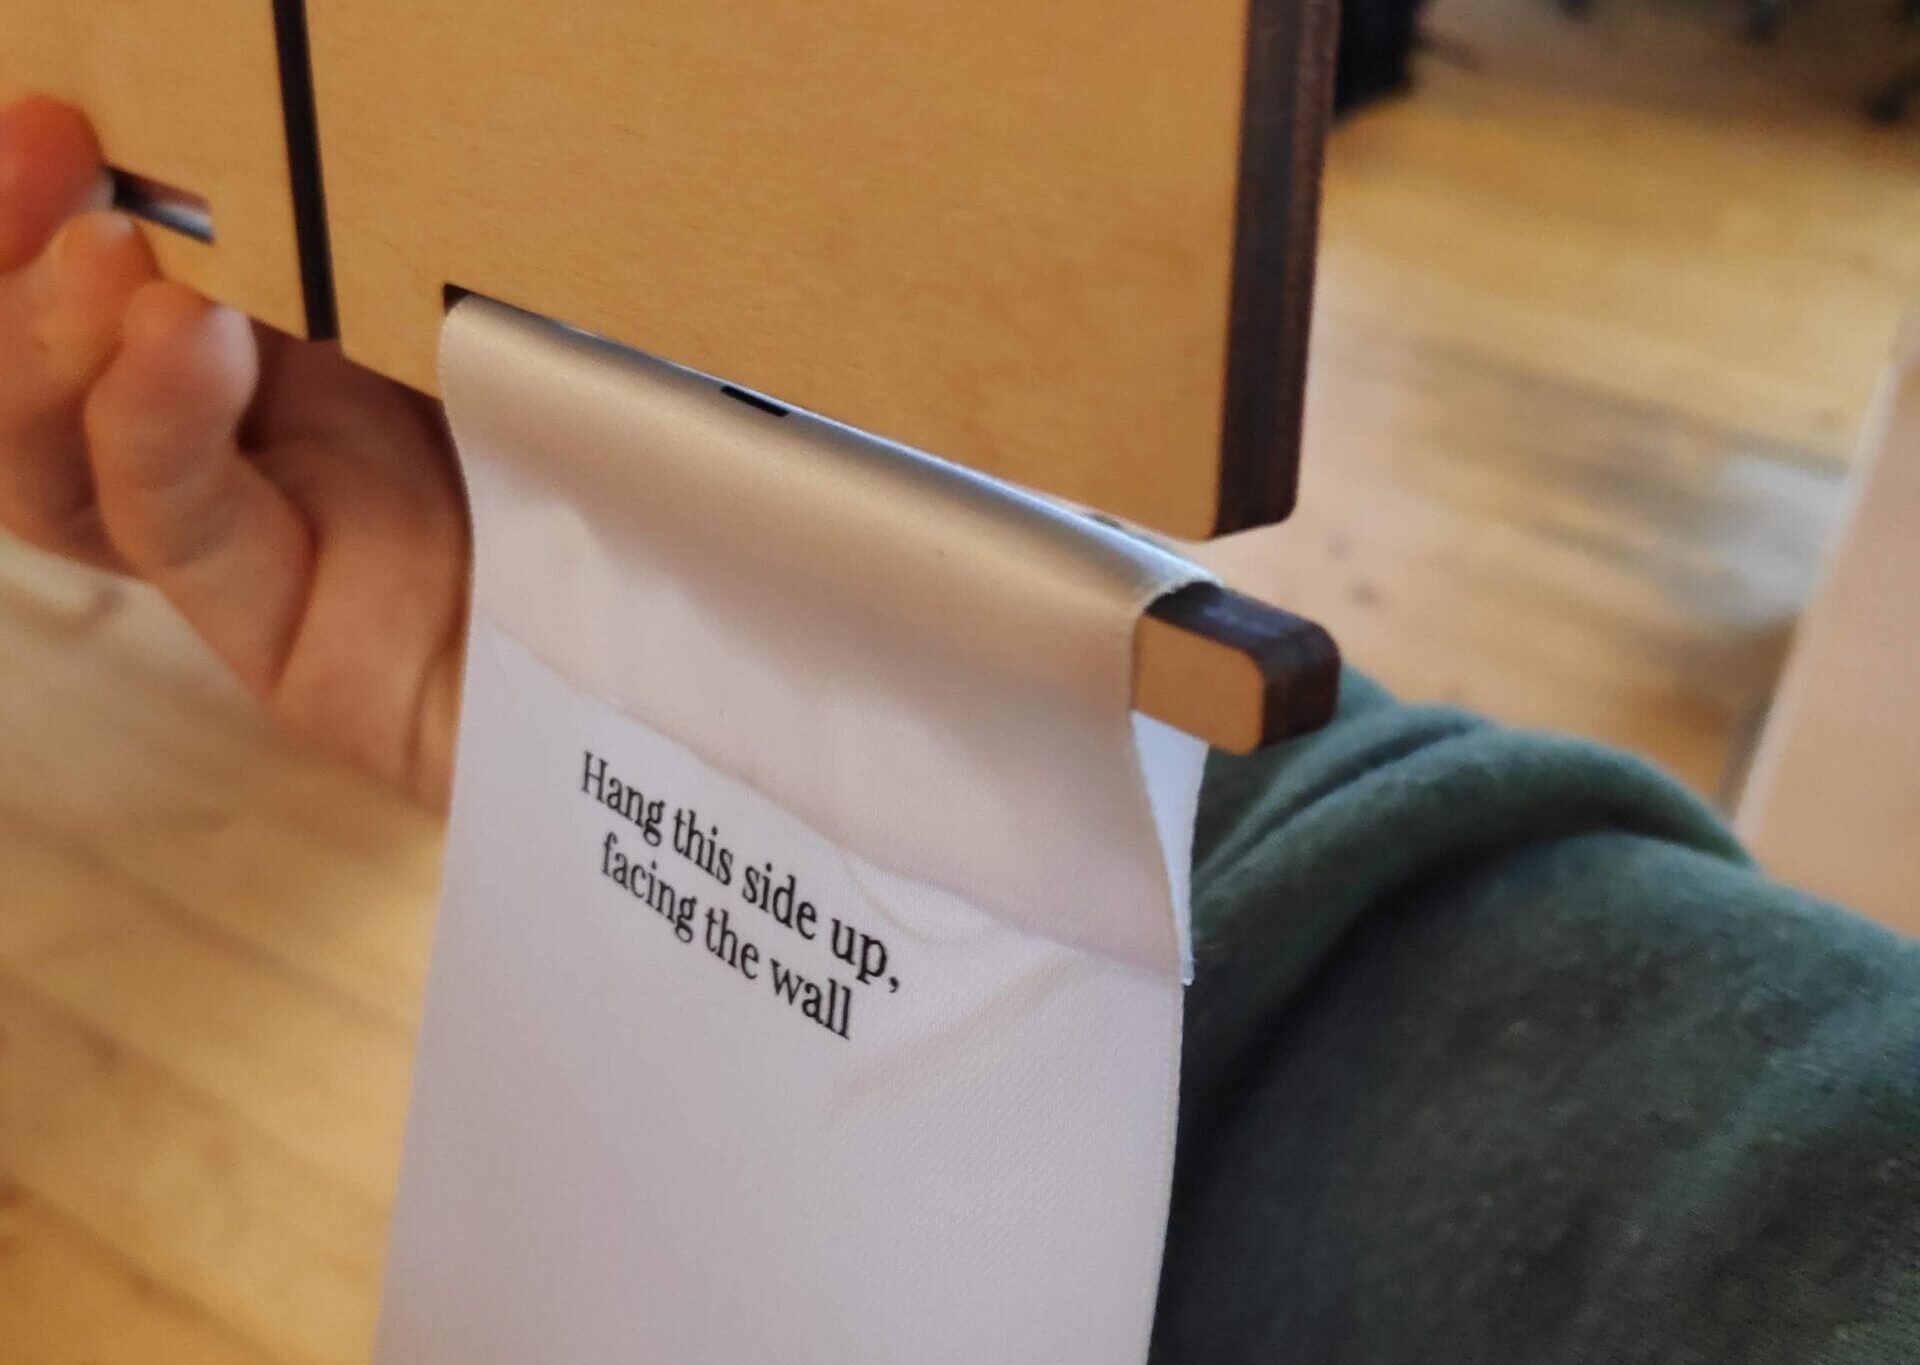 Hang this side up,
facing the wall